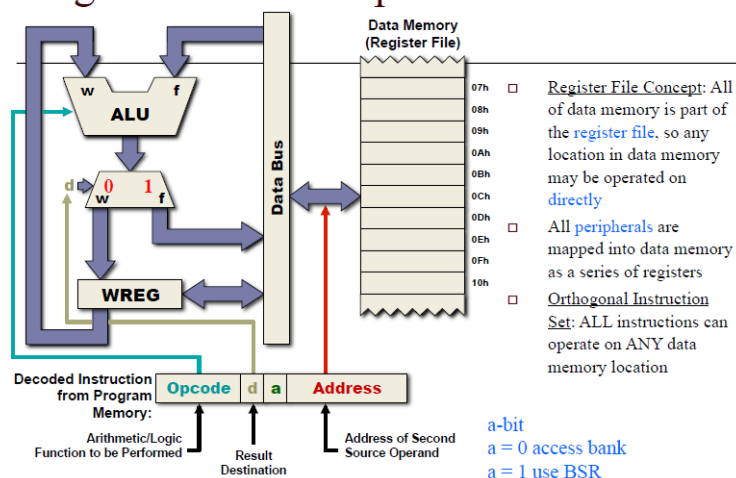 Data Memory
(Register File)
w
f
ALU
d
0
1
w
f
WREG
Data Bus
07h
08h
09h
0Ah
0Bh
0Ch
0Dh
0Eh
0Fh
10h
Decoded Instruction
from Program
Memory:
Opcode
d
a
Address
Arithmetic/Logic
Function to be Performed
Result
Destination
Address of Second
Source Operand
Register File Concept: All
of data memory is part of
the register file, so any
location in data memory
may be operated on
directly
All peripherals are
mapped into data memory
as a series of registers
Orthogonal Instruction
Set: ALL instructions can
operate on ANY data
memory location
a-bit
a = 0 access bank
a = 1 use BSR